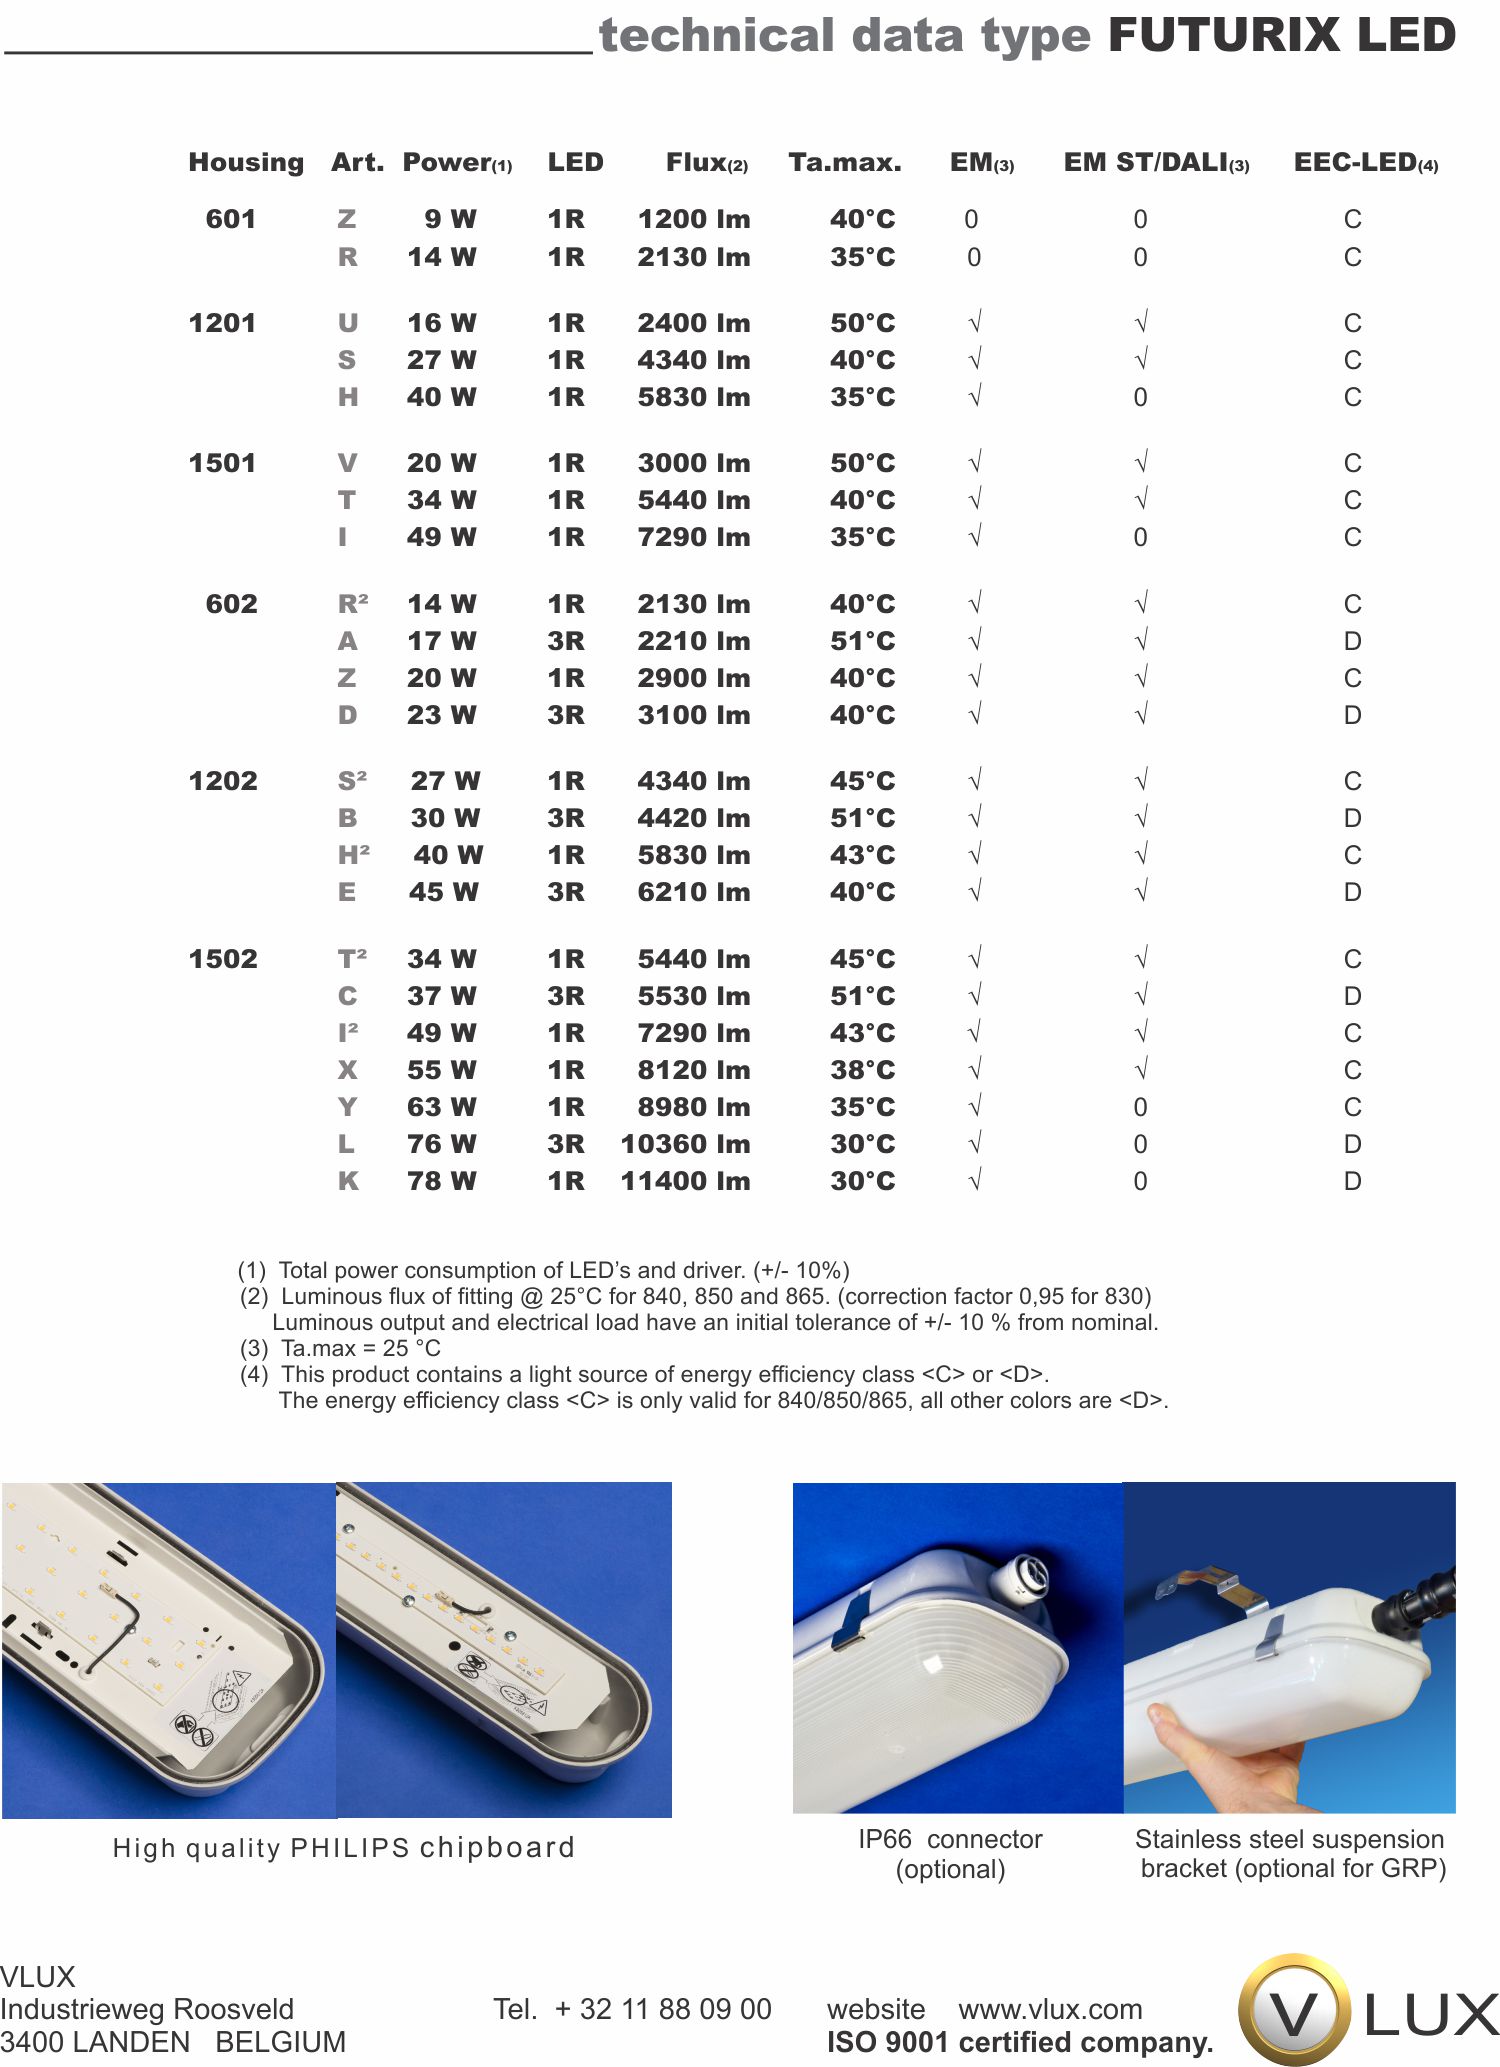 technical data type FUTURIX LED
Housing Art. Power(1) LED Flux(2) Ta.max. EM(3) EM ST/DALI(3) EEC-LED(4)
601 Z 9 W 1R 1200 lm 40°C 0 0 C
R 14 W 1R 2130 lm 35°C 0 0 C
1201 U 16 W 1R 2400 lm 50°C √ √ C
S 27 W 1R 4340 lm 40°C √ √ C
H 40 W 1R 5830 lm 35°C √ 0 C
1501 V 20 W 1R 3000 lm 50°C √ √ C
T 34 W 1R 5440 lm 40°C √ √ C
I 49 W 1R 7290 lm 35°C √ 0 C
602 R² 14 W 1R 2130 lm 40°C √ √ C
A 17 W 3R 2210 lm 51°C √ √ D
Z 20 W 1R 2900 lm 40°C √ √ C
D 23 W 3R 3100 lm 40°C √ √ D
1202 S² 27 W 1R 4340 lm 45°C √ √ C
B 30 W 3R 4420 lm 51°C √ √ D
H² 40 W 1R 5830 lm 43°C √ √ C
E 45 W 3R 6210 lm 40°C √ √ D
1502 T² 34 W 1R 5440 lm 45°C √ √ C
C 37 W 3R 5530 lm 51°C √ √ D
I² 49 W 1R 7290 lm 43°C √ √ C
X 55 W 1R 8120 lm 38°C √ √ C
Y 63 W 1R 8980 lm 35°C √ 0 C
L 76 W 3R 10360 lm 30°C √ 0 D
K 78 W 1R 11400 lm 30°C √ 0 D
(1) Total power consumption of LED’s and driver. (+/- 10%)
(2) Luminous flux of fitting @ 25°C for 840, 850 and 865. (correction factor 0,95 for 830)
Luminous output and electrical load have an initial tolerance of +/- 10 % from nominal.
(3) Ta.max = 25 °C
(4) This product contains a light source of energy efficiency class <C> or <D>.
The energy efficiency class <C> is only valid for 840/850/865, all other colors are <D>.
High quality PHILIPS chipboard
IP66 connector
(optional)
Stainless steel suspension
bracket (optional for GRP)
VLUX
Industrieweg Roosveld
3400 LANDEN BELGIUM
Tel. + 32 11 88 09 00
website www.vlux.com
ISO 9001 certified company.
V LUX